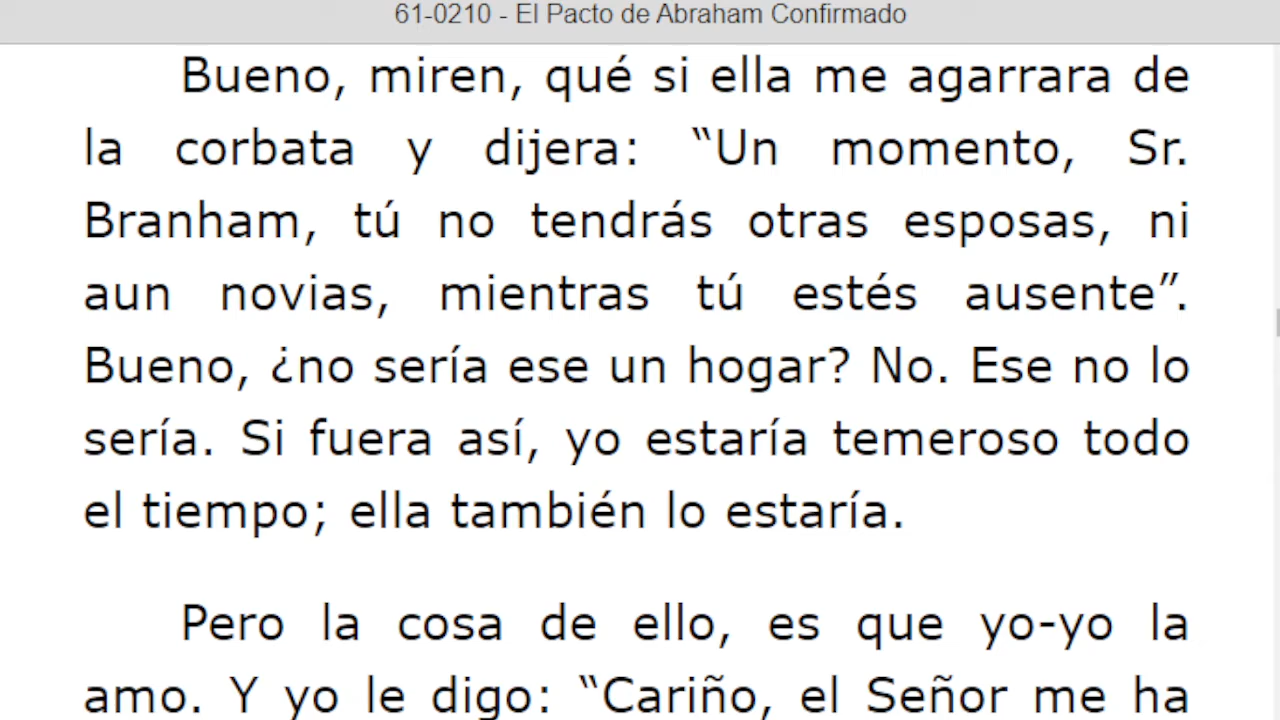 61-0210 - El Pacto de Abraham Confirmado
Bueno, miren, qué si ella me agarrara de
la corbata y dijera: “Un momento, Sr.
Branham, tú no tendrás otras esposas, ni
aun novias, mientras tú estés ausente”.
Bueno, ¿no sería ese un hogar? No. Ese no lo
sería. Si fuera así, yo estaría temeroso todo
el tiempo; ella también lo estaría.
Pero la cosa de ello, es que yo-yo la
amo. Y yo le digo: “Cariño, el Señor me ha